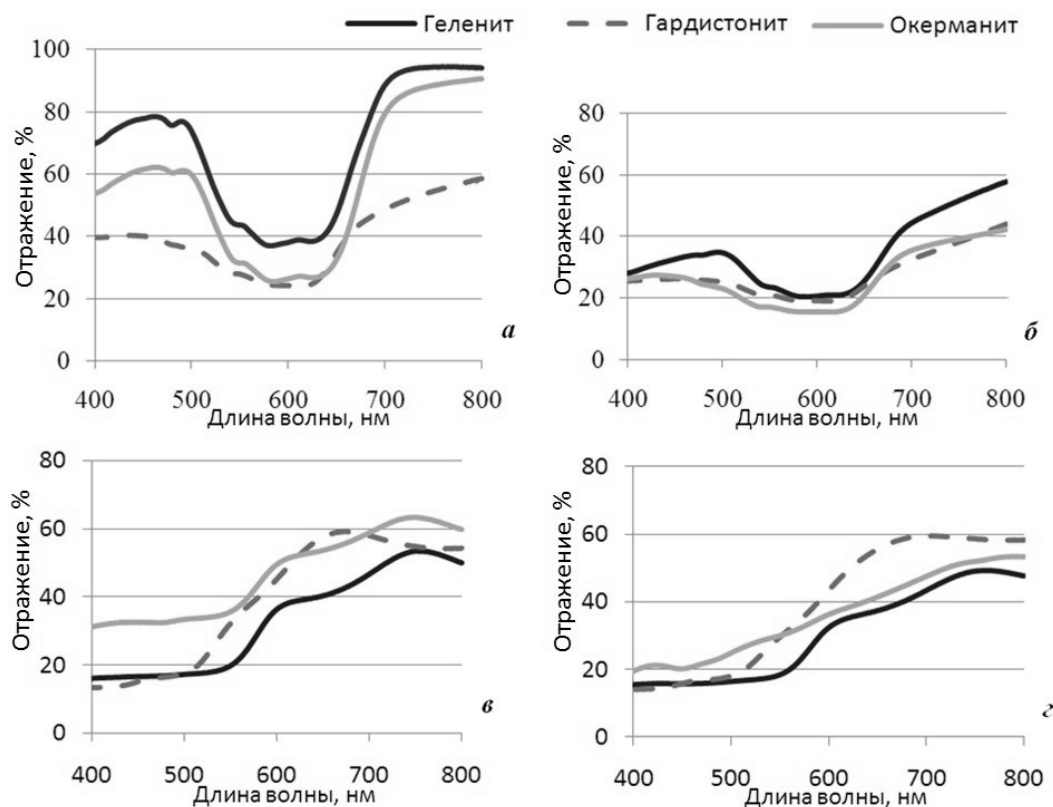 Геленит Гардистонит Окерманит
100
80
60
40
20
0
Отражение, %
400 500 600 700 800
Длина волны, нм
а
80
60
40
20
0
Отражение, %
400 500 600 700 800
Длина волны, нм
б
80
60
40
20
0
Отражение, %
400 500 600 700 800
Длина волны, нм
в
80
60
40
20
0
Отражение, %
400 500 600 700 800
Длина волны, нм
г